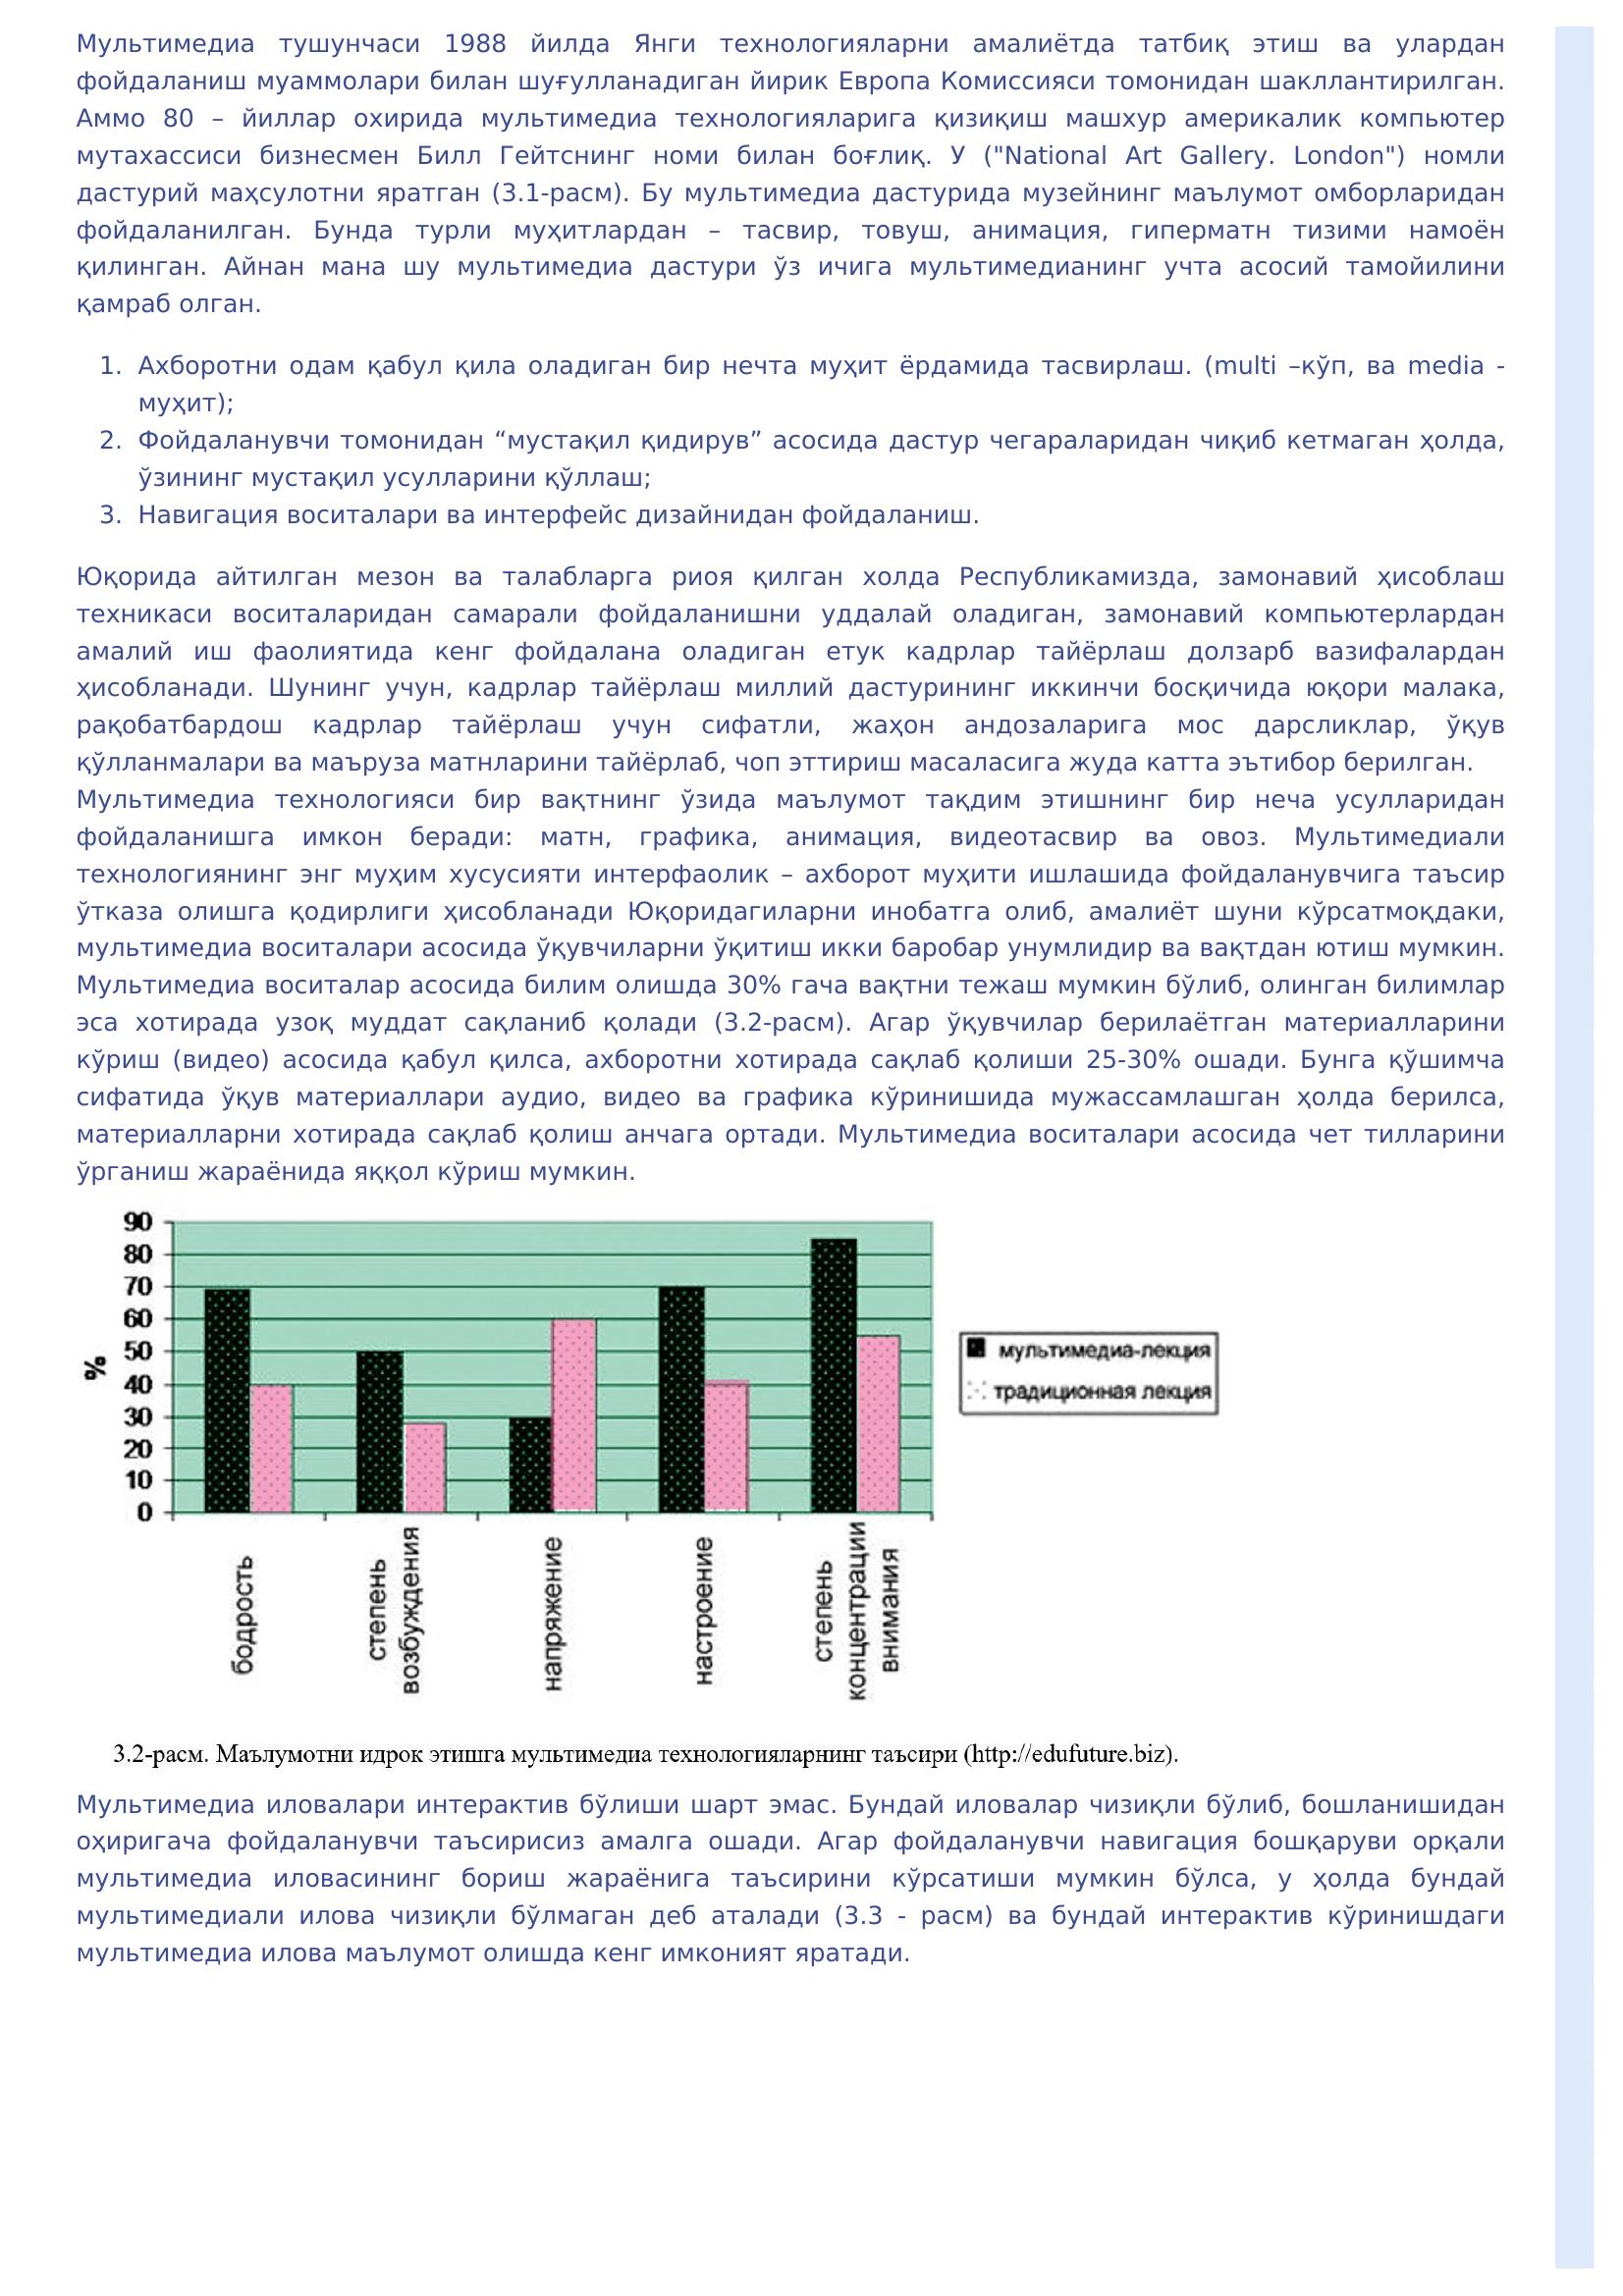 Мультимедиа тушунчаси 1988 йилда Янги технологияларни амалиётда татбиқ этиш ва улардан
фойдаланиш муаммолари билан шуғулланадиган йирик Европа Комиссияси томонидан шакллантирилган.
Аммо 80 – йиллар охирида мультимедиа технологияларига қизиқиш машхур америкалик компьютер
мутахассиси бизнесмен Билл Гейтснинг номи билан боғлиқ. У ("National Art Gallery. London") номли
дастурий маҳсулотни яратган (3.1-расм). Бу мультимедиа дастурида музейнинг маълумот омборларидан
фойдаланилган. Бунда турли муҳитлардан – тасвир, товуш, анимация, гиперматн тизими намоён
қилинган. Айнан мана шу мультимедиа дастури ўз ичига мультимедианинг учта асосий тамойилини
қамраб олган.
1. Ахборотни одам қабул қила оладиган бир нечта муҳит ёрдамида тасвирлаш. (multi –кўп, ва media -
муҳит);
2. Фойдаланувчи томонидан “мустақил қидирув” асосида дастур чегараларидан чиқиб кетмаган ҳолда,
ўзининг мустақил усулларини қўллаш;
3. Навигация воситалари ва интерфейс дизайнидан фойдаланиш.
Юқорида айтилган мезон ва талабларга риоя қилган холда Республикамизда, замонавий ҳисоблаш
техникаси воситаларидан самарали фойдаланишни уддалай оладиган, замонавий компьютерлардан
амалий иш фаолиятида кенг фойдалана оладиган етук кадрлар тайёрлаш долзарб вазифалардан
ҳисобланади. Шунинг учун, кадрлар тайёрлаш миллий дастурининг иккинчи босқичида юқори малака,
рақобатбардош кадрлар тайёрлаш учун сифатли, жаҳон андозаларига мос дарсликлар, ўқув
қўлланмалари ва маъруза матнларини тайёрлаб, чоп эттириш масаласига жуда катта эътибор берилган.
Мультимедиа технологияси бир вақтнинг ўзида маълумот тақдим этишнинг бир неча усулларидан
фойдаланишга имкон беради: матн, графика, анимация, видеотасвир ва овоз. Мультимедиали
технологиянинг энг муҳим хусусияти интерфаолик – ахборот муҳити ишлашида фойдаланувчига таъсир
ўтказа олишга қодирлиги ҳисобланади Юқоридагиларни инобатга олиб, амалиёт шуни кўрсатмоқдаки,
мультимедиа воситалари асосида ўқувчиларни ўқитиш икки баробар унумлидир ва вақтдан ютиш мумкин.
Мультимедиа воситалар асосида билим олишда 30% гача вақтни тежаш мумкин бўлиб, олинган билимлар
эса хотирада узоқ муддат сақланиб қолади (3.2-расм). Агар ўқувчилар берилаётган материалларини
кўриш (видео) асосида қабул қилса, ахборотни хотирада сақлаб қолиши 25-30% ошади. Бунга қўшимча
сифатида ўқув материаллари аудио, видео ва графика кўринишида мужассамлашган ҳолда берилса,
материалларни хотирада сақлаб қолиш анчага ортади. Мультимедиа воситалари асосида чет тилларини
ўрганиш жараёнида яққол кўриш мумкин.
90
80
70
60
50
40
30
20
10
0
%
мультимедиа-лекция
традиционная лекция
бодрость
степень
возбуждения
напряжение
настроение
степень
концентрации
внимания
3.2-расм. Маълумотни идрок этишга мультимедиа технологияларнинг таъсири (http://edufuture.biz).
Мультимедиа иловалари интерактив бўлиши шарт эмас. Бундай иловалар чизиқли бўлиб, бошланишидан
оҳиригача фойдаланувчи таъсирисиз амалга ошади. Агар фойдаланувчи навигация бошқаруви орқали
мультимедиа иловасининг бориш жараёнига таъсирини кўрсатиши мумкин бўлса, у ҳолда бундай
мультимедиали илова чизиқли бўлмаган деб аталади (3.3 - расм) ва бундай интерактив кўринишдаги
мультимедиа илова маълумот олишда кенг имконият яратади.